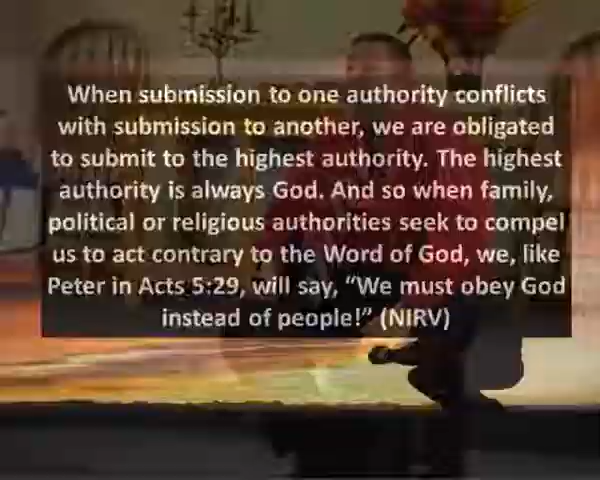 When submission to one authority conflicts
with submission to another, we are obligated
to submit to the highest authority. The highest
authority is always God. And so when family,
political or religious authorities seek to compel
us to act contrary to the Word of God, we, like
Peter in Acts 5:29, will say, “We must obey God
instead of people!” (NIRV)